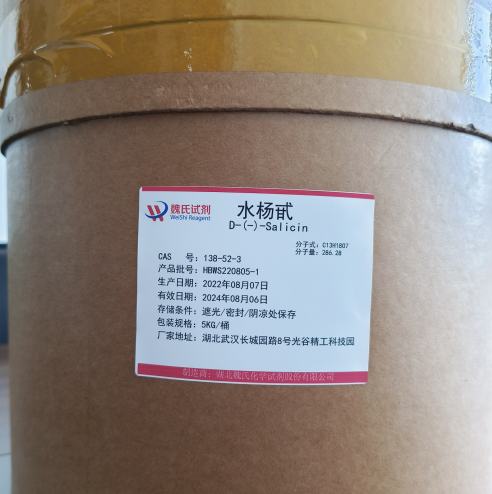 魏氏试剂
WeiShi Reagent
水杨甙
D-(-)-Salicin
分子式：C13H18O7
分子量：286.28
CAS 号：138-52-3
产品批号：HBWS220805-1
生产日期：2022年08月07日
有效日期：2024年08月06日
存储条件：遮光/密封/阴凉处保存
包装规格：5KG/桶
厂家地址：湖北武汉长城园路8号光谷精工科技园
制造商：湖北魏氏化学试剂股份有限公司